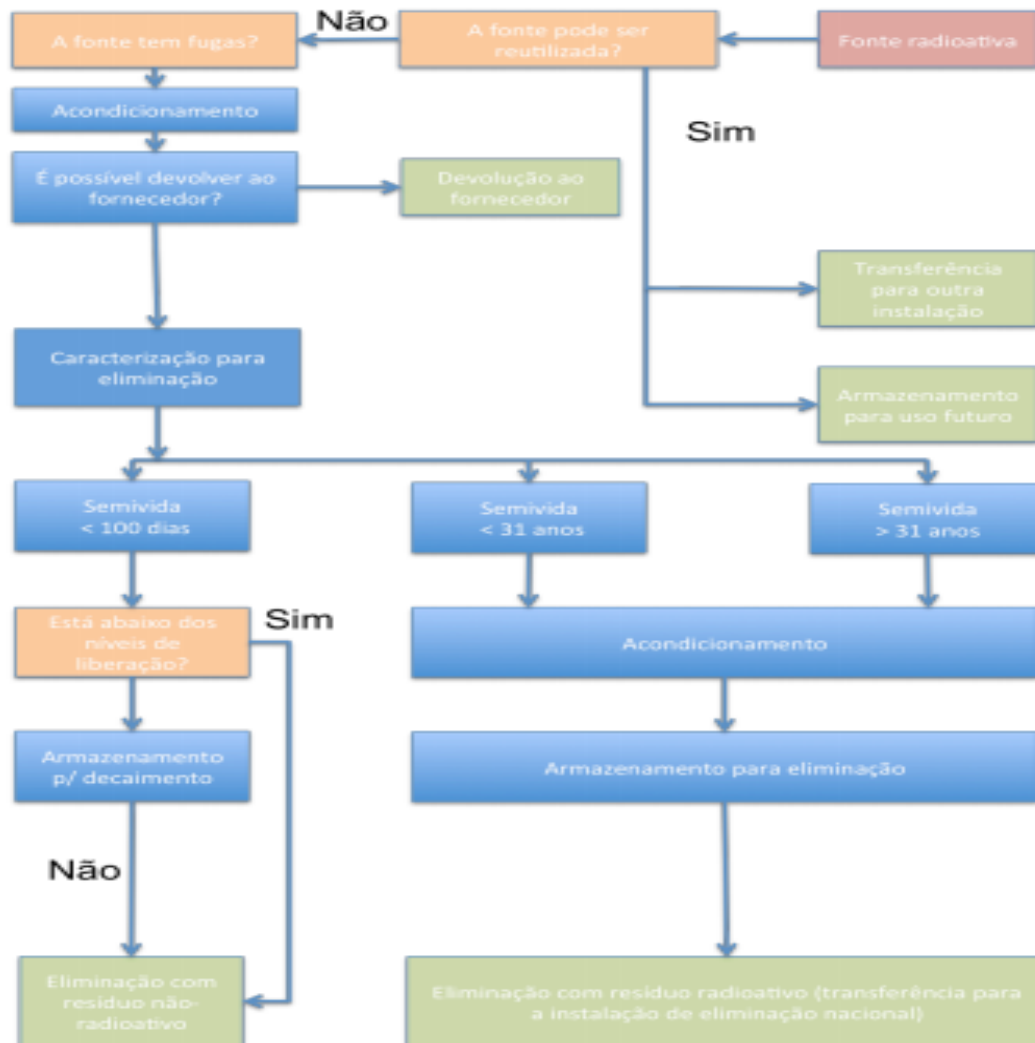 Não
A fonte tem fugas?
A fonte pode ser
reutilizada?
Fonte radioativa
Acondicionamento
Sim
É possível devolver ao
fornecedor?
Devolução ao
fornecedor
Transferência
para outra
instalação
Caracterização para
eliminação
Armazenamento
para uso futuro
Semivida
< 100 dias
Semivida
< 31 anos
Semivida
> 31 anos
Está abaixo dos
níveis de
liberação?
Sim
Acondicionamento
Armazenamento
p/ decaimento
Armazenamento para eliminação
Não
Eliminação com
resíduo não-
radioativo
Eliminação com resíduo radioativo (transferência para
a instalação de eliminação nacional)